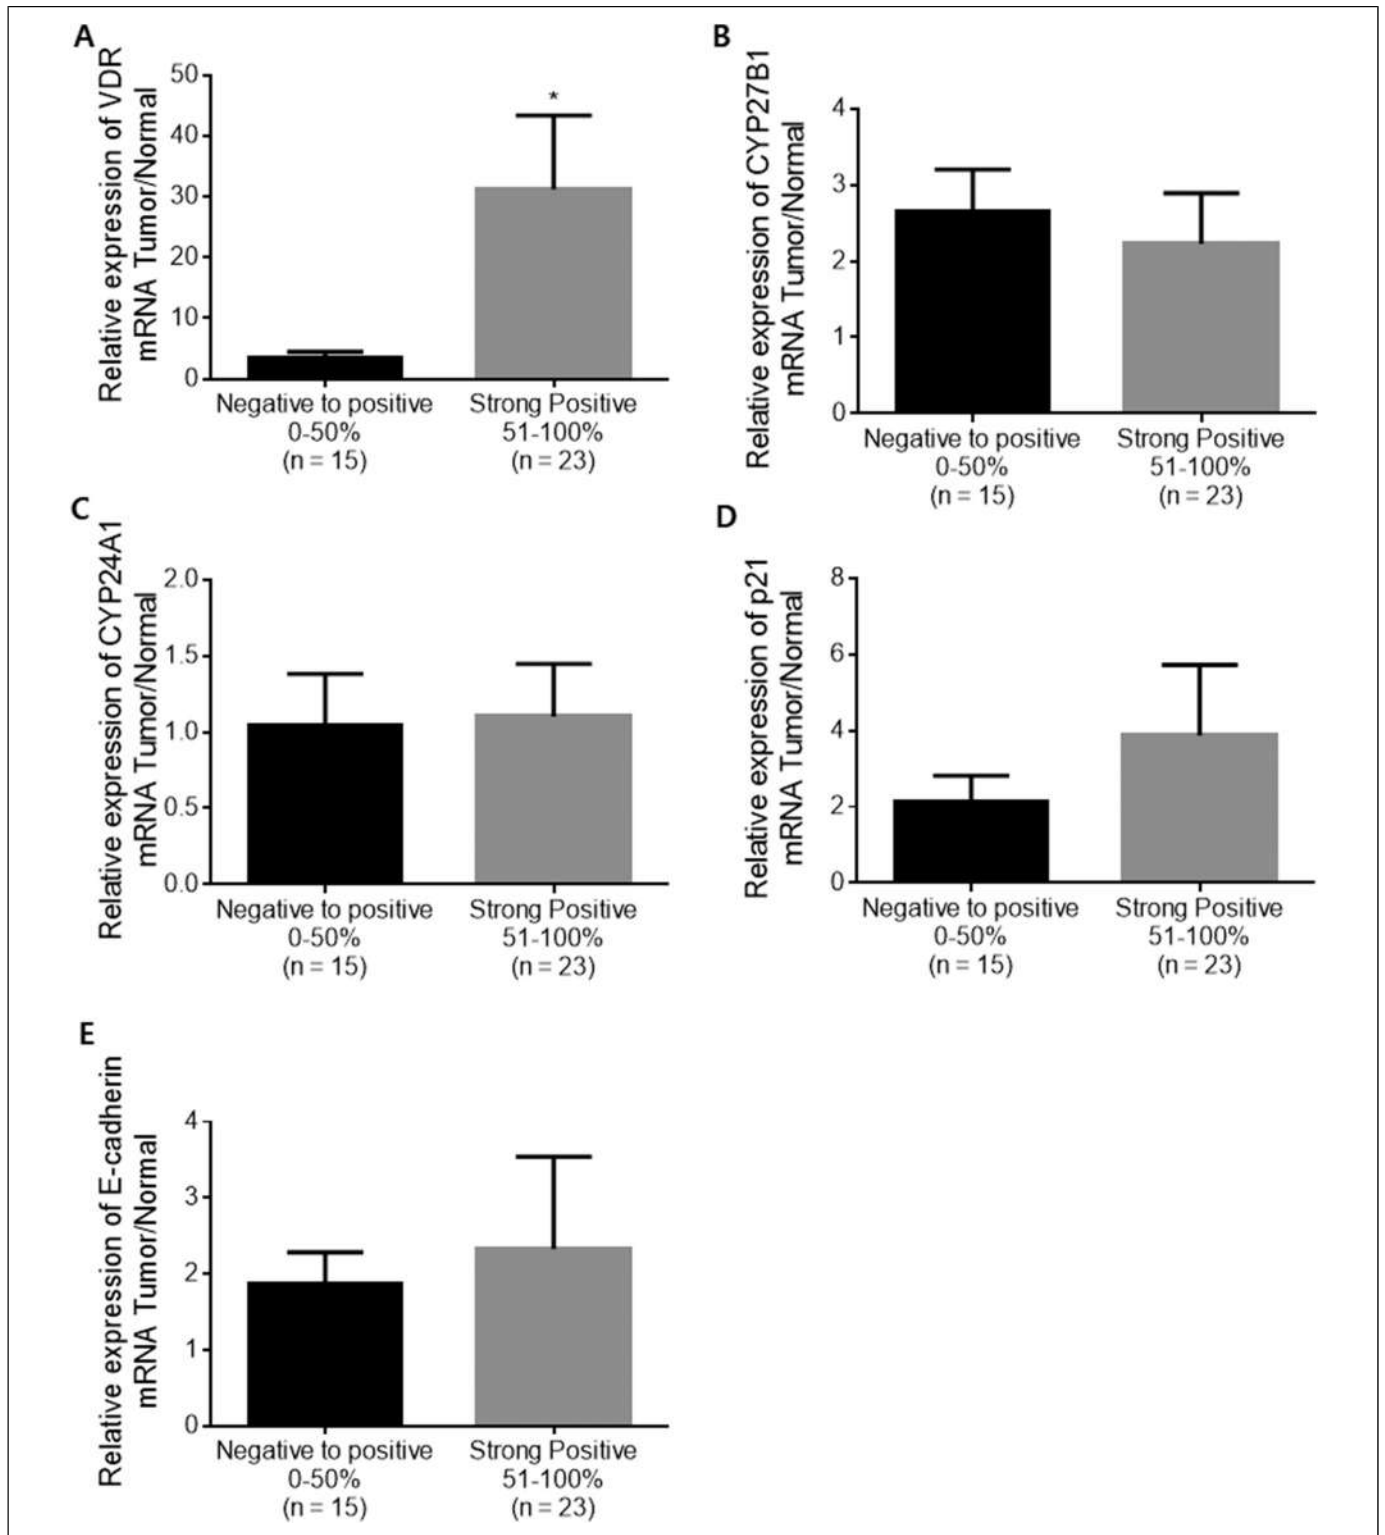 A
Relative expression of VDR
mRNA Tumor/Normal
50
40
30
20
10
0
*
Negative to positive
0-50%
(n = 15)
Strong Positive
51-100%
(n = 23)
B
Relative expression of CYP27B1
mRNA Tumor/Normal
4
3
2
1
0
Negative to positive
0-50%
(n = 15)
Strong Positive
51-100%
(n = 23)
C
Relative expression of CYP24A1
mRNA Tumor/Normal
2.0
1.5
1.0
0.5
0.0
Negative to positive
0-50%
(n = 15)
Strong Positive
51-100%
(n = 23)
D
Relative expression of p21
mRNA Tumor/Normal
8
6
4
2
0
Negative to positive
0-50%
(n = 15)
Strong Positive
51-100%
(n = 23)
E
Relative expression of E-cadherin
mRNA Tumor/Normal
4
3
2
1
0
Negative to positive
0-50%
(n = 15)
Strong Positive
51-100%
(n = 23)